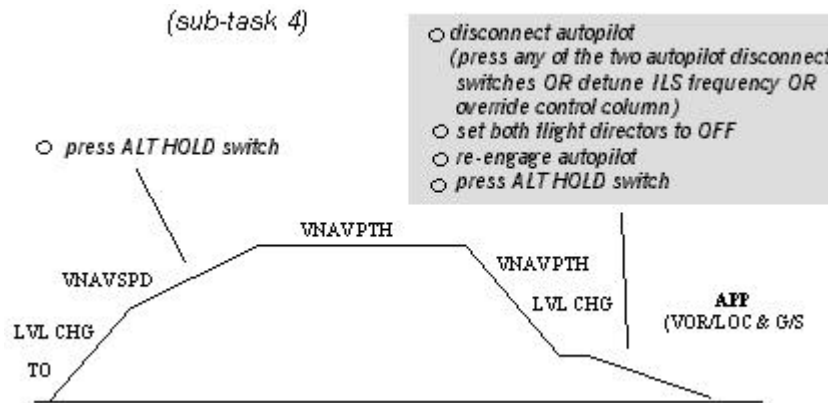 (sub-task 4)
disconnect autopilot
(press any of the two autopilot disconnect
switches OR detune ILS frequency OR
override control column)
set both flight directors to OFF
re-engage autopilot
press ALT HOLD switch
press ALT HOLD switch
VNAVPTH
VNAVSPD
VNAVPTH
LVL CHG
LVL CHG
APP
(VOR/LOC & G/S
TO